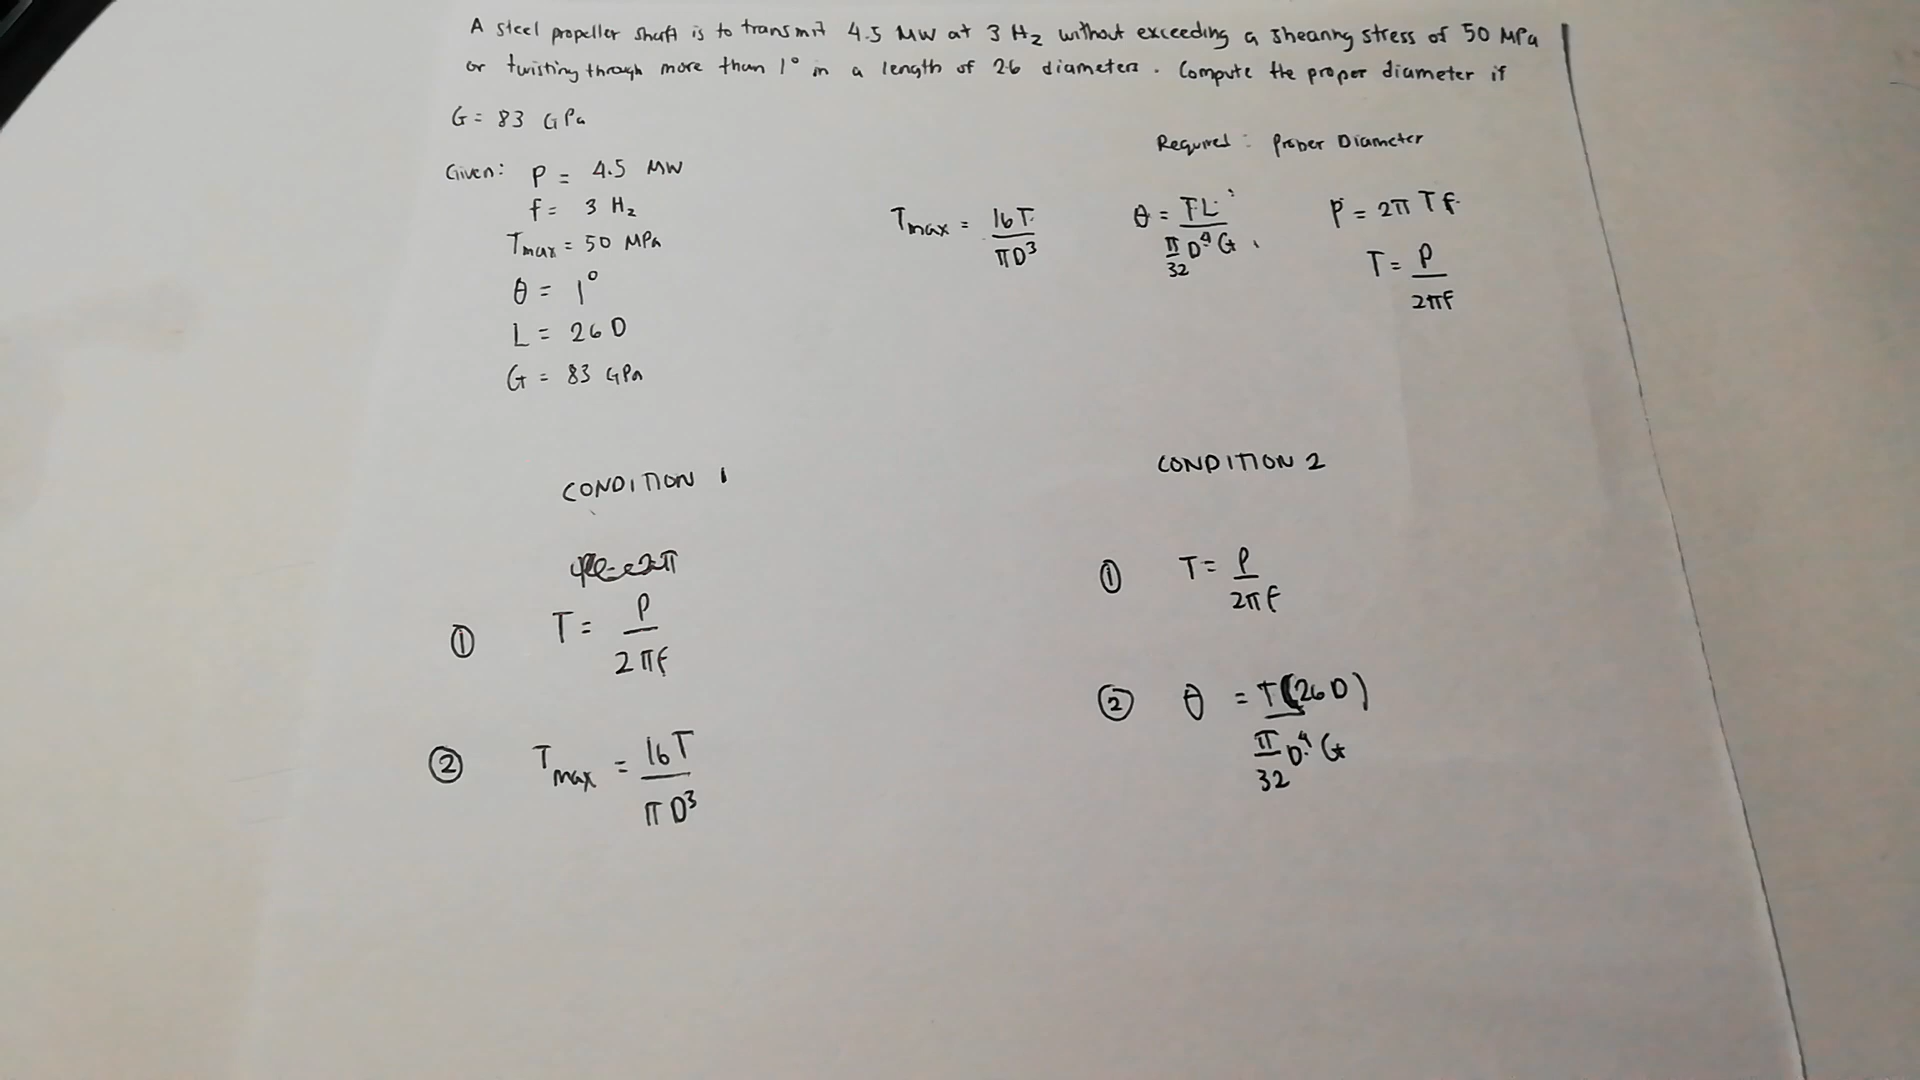 A steel propeller shaft is to transmit 4.5 MW at 3 Hz without exceeding a shearing stress of 50 MPa
or twisting through more than 1° in a length of 26 diameters. Compute the proper diameter if
G = 83 GPa
Required: Proper Diameter
Given: P = 4.5 MW
f = 3 Hz
Tmax = 50 MPa
θ = 1°
L = 26 D
G = 83 GPa
Tmax = 16T / πD³
θ = TL / π/32 D⁴ G
P = 2π T f
T = P / 2πf
CONDITION 1
① T = P / 2πf
② Tmax = 16T / πD³
CONDITION 2
① T = P / 2πf
② θ = T(26D) / π/32 D⁴ G